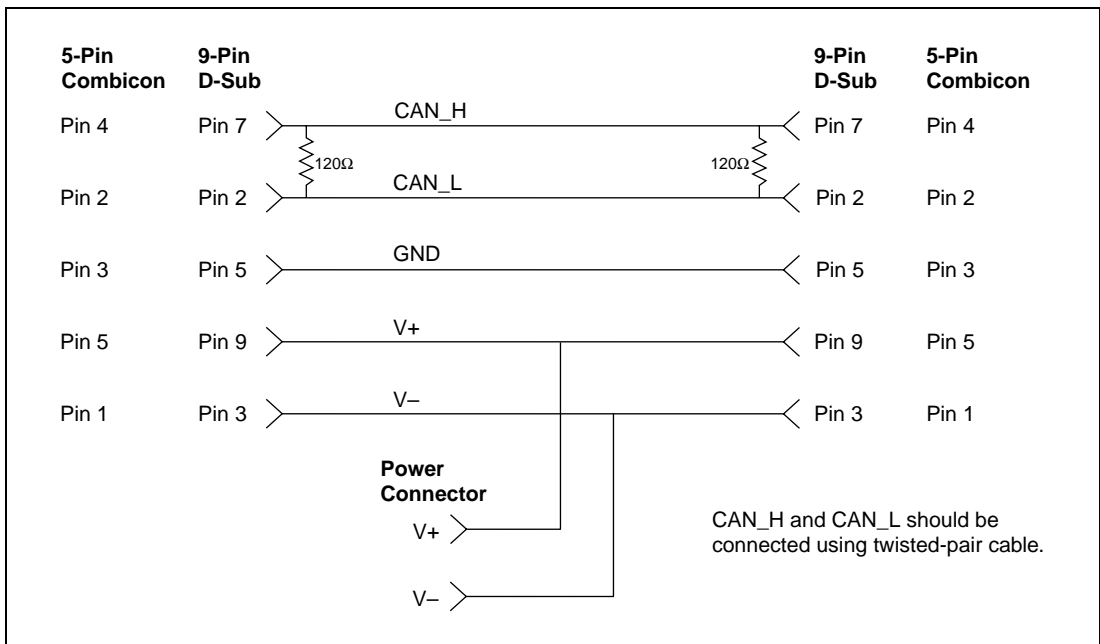 5-Pin Combicon 9-Pin D-Sub 9-Pin D-Sub 5-Pin Combicon
Pin 4 Pin 7 CAN_H Pin 7 Pin 4
120Ω 120Ω
Pin 2 Pin 2 CAN_L Pin 2 Pin 2
Pin 3 Pin 5 GND Pin 5 Pin 3
Pin 5 Pin 9 V+ Pin 9 Pin 5
Pin 1 Pin 3 V– Pin 3 Pin 1
Power
Connector
V+
V–
CAN_H and CAN_L should be
connected using twisted-pair cable.